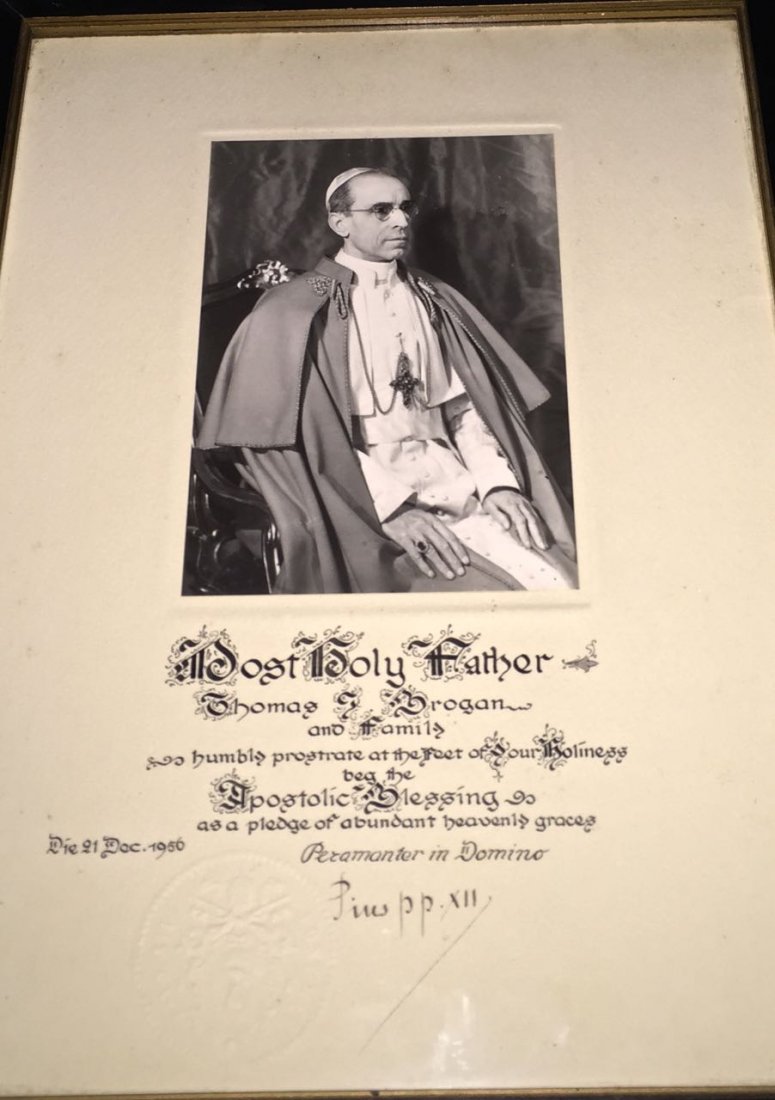 Most Holy Father
Thomas J Brogan
and Family
humbly prostrate at the Feet of Your Holiness
beg the
Apostolic Blessing
as a pledge of abundant heavenly graces
Die 21 Dec. 1956
Peramanter in Domino
Pius pp. XII